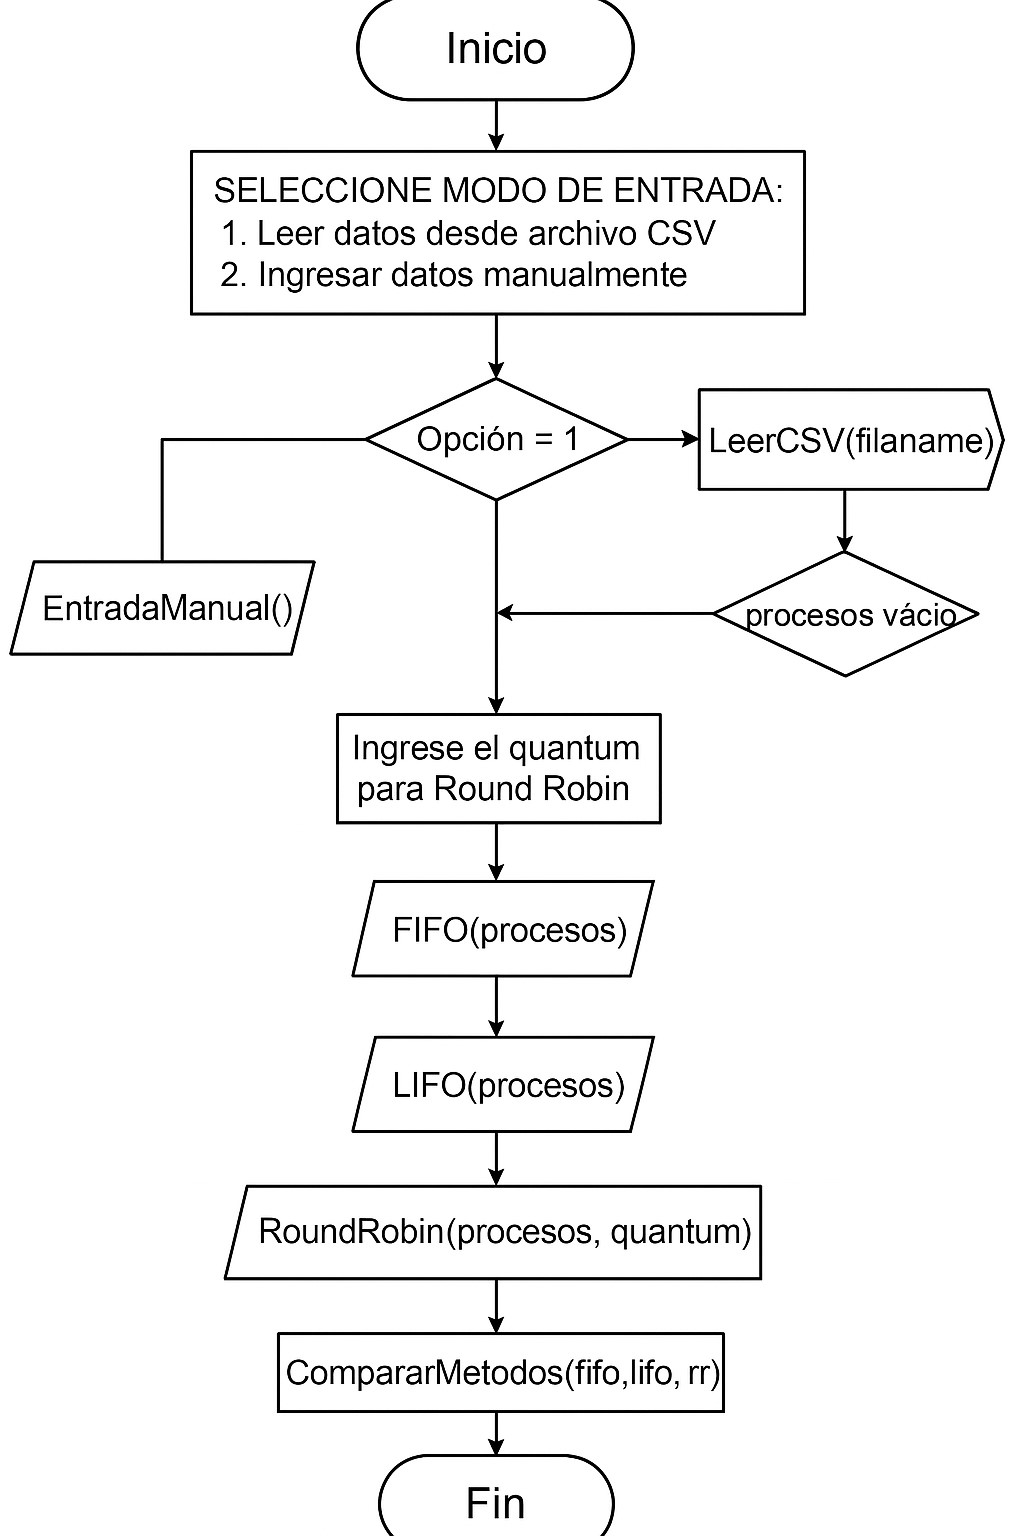 Inicio
SELECCIONE MODO DE ENTRADA:
1. Leer datos desde archivo CSV
2. Ingresar datos manualmente
Opción = 1
LeerCSV(filaname)
EntradaManual()
procesos vácio
Ingrese el quantum
para Round Robin
FIFO(procesos)
LIFO(procesos)
RoundRobin(procesos, quantum)
CompararMetodos(fifo,lifo, rr)
Fin